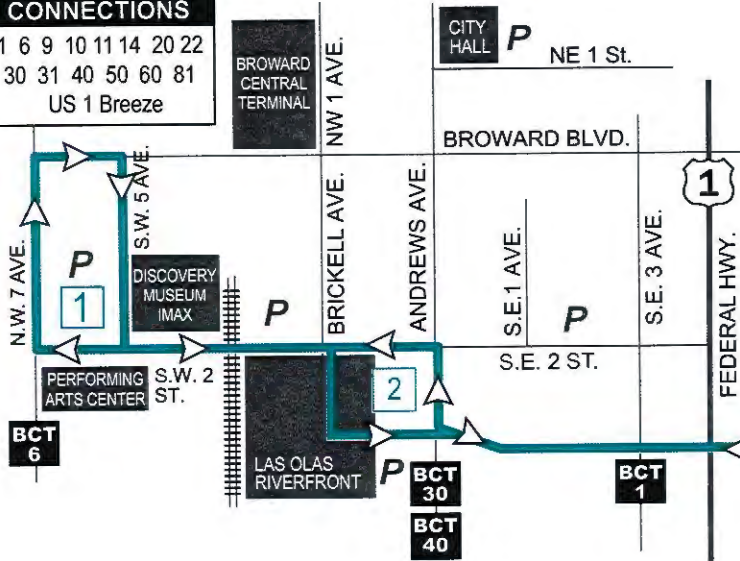 CONNECTIONS
1 6 9 10 11 14 20 22
30 31 40 50 60 81
US 1 Breeze
BROWARD
CENTRAL
TERMINAL
NW 1 AVE.
CITY
HALL
P
NE 1 St.
BROWARD BLVD.
1
N.W. 7 AVE.
S.W. 5 AVE.
P
1
DISCOVERY
MUSEUM
IMAX
P
BRICKELL AVE.
ANDREWS AVE.
S.E. 1 AVE.
P
S.E. 3 AVE.
FEDERAL HWY.
S.E. 2 ST.
PERFORMING
ARTS CENTER
S.W. 2
ST.
2
BCT
6
LAS OLAS
RIVERFRONT
P
BCT
30
BCT
40
BCT
1